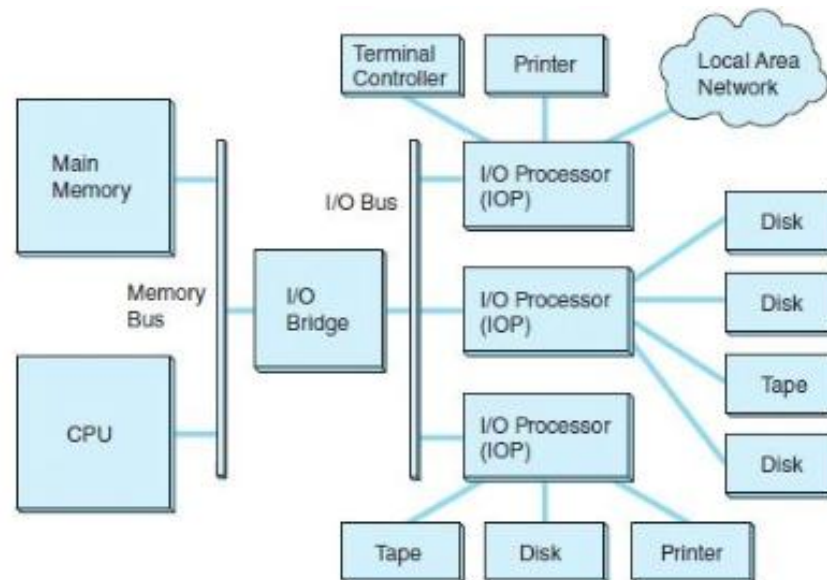 Terminal
Controller
Printer
Local Area
Network
Main
Memory
I/O Bus
I/O Processor
(IOP)
Disk
Memory
Bus
I/O
Bridge
I/O Processor
(IOP)
Disk
Tape
CPU
I/O Processor
(IOP)
Disk
Tape
Disk
Printer